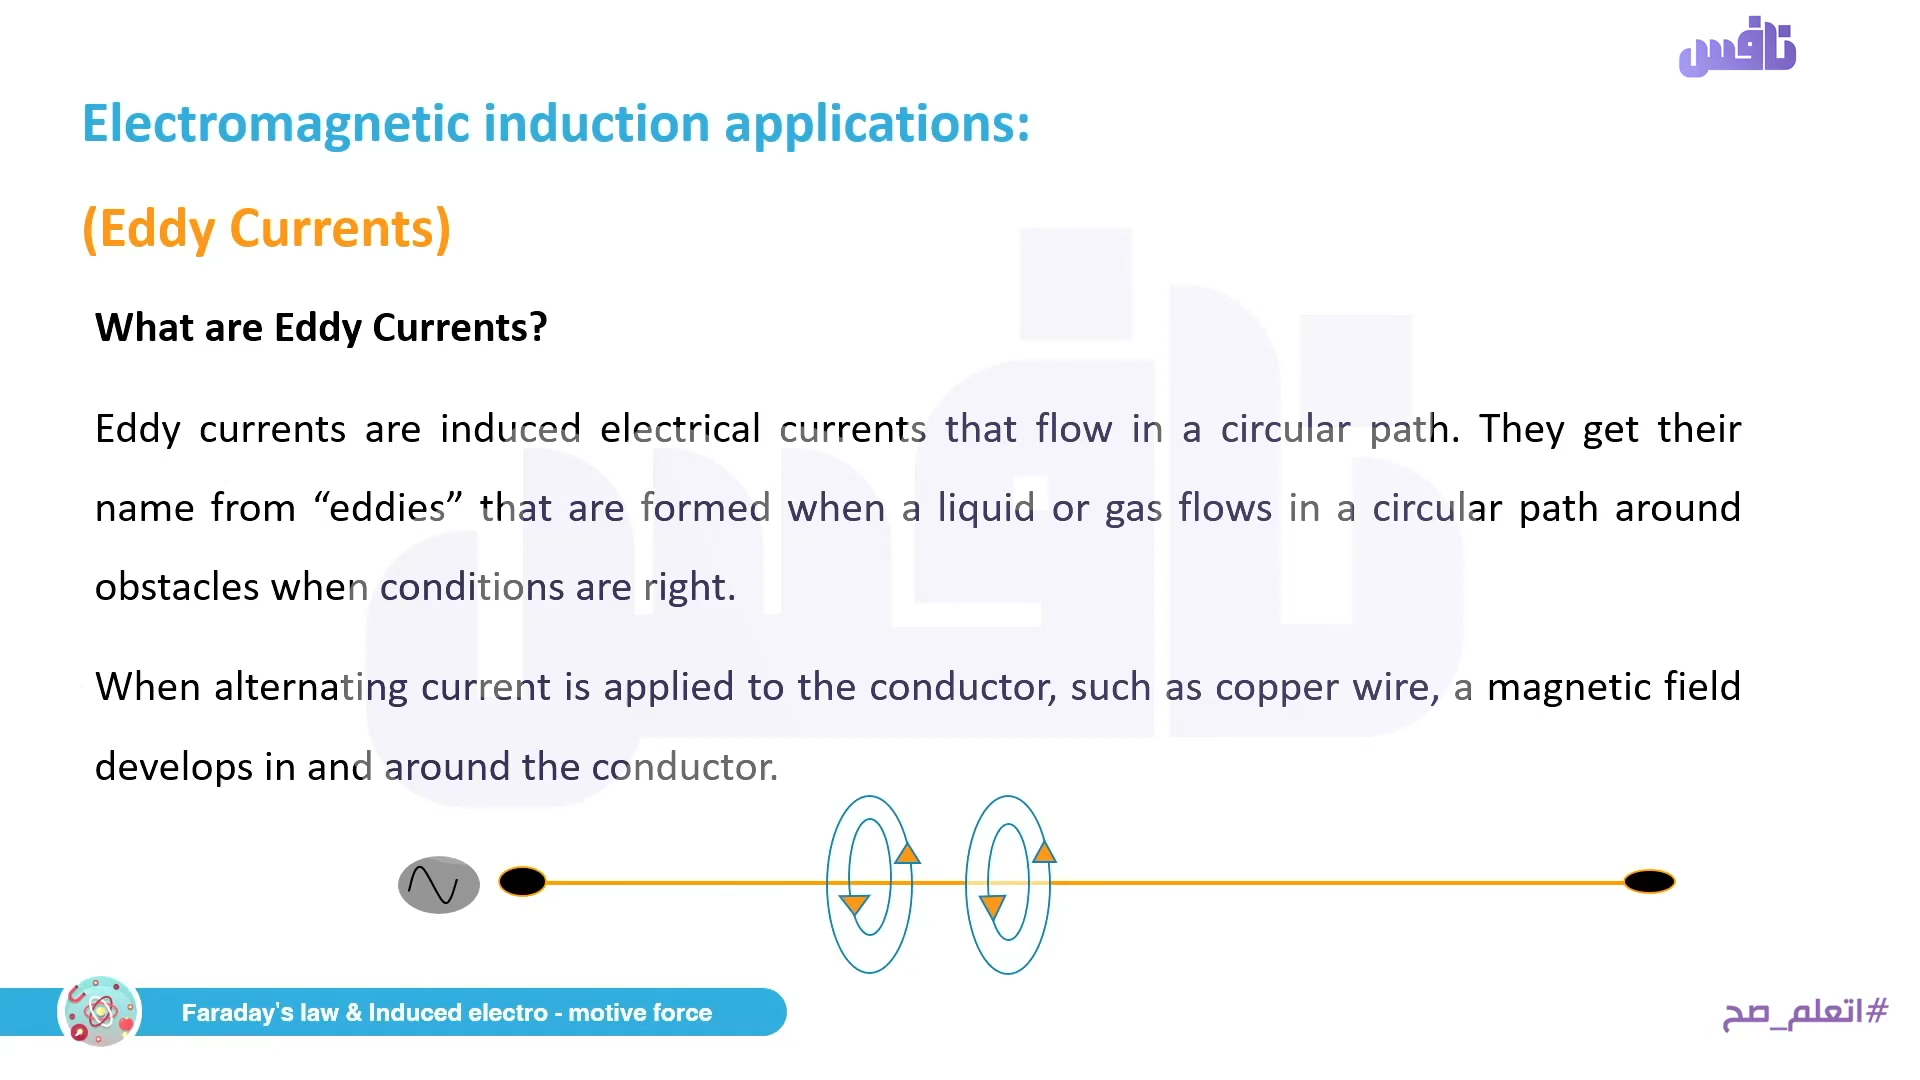 نافس
Electromagnetic induction applications:
(Eddy Currents)
What are Eddy Currents?
Eddy currents are induced electrical currents that flow in a circular path. They get their
name from “eddies” that are formed when a liquid or gas flows in a circular path around
obstacles when conditions are right.
When alternating current is applied to the conductor, such as copper wire, a magnetic field
develops in and around the conductor.
Faraday's law & Induced electro - motive force
#اتعلم_صح